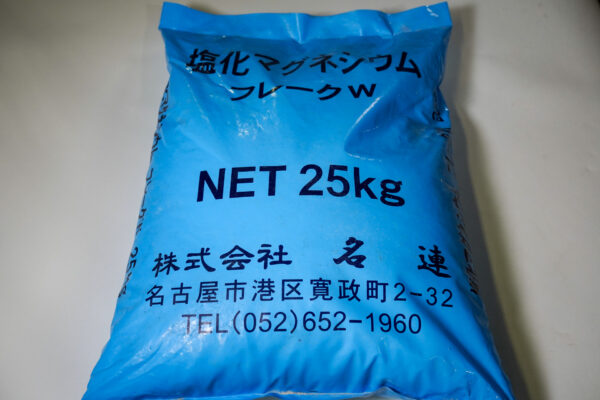 塩化マグネシウム
フレークW
NET 25kg
株式会社 名連
名古屋市港区寛政町2-32
TEL(052)652-1960